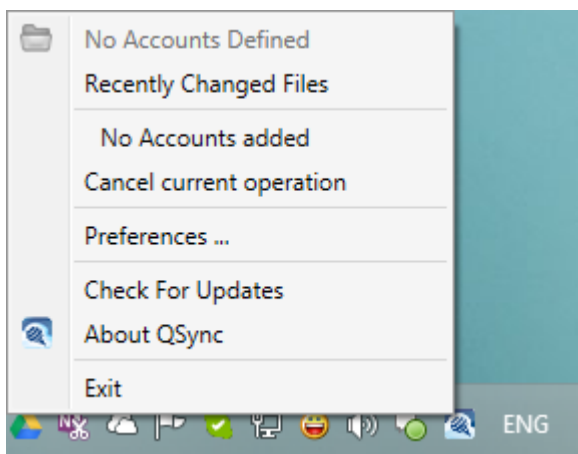 No Accounts Defined
Recently Changed Files
No Accounts added
Cancel current operation
Preferences ...
Check For Updates
About QSync
Exit
ENG